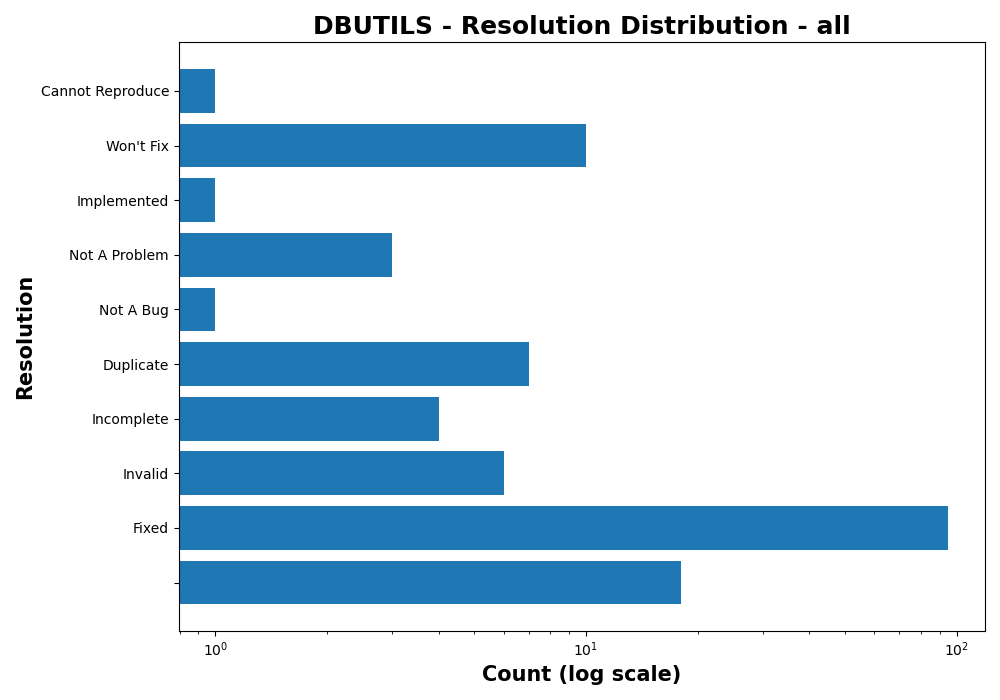 DBUTILS - Resolution Distribution - all
Cannot Reproduce
Won't Fix
Implemented
Not A Problem
Not A Bug
Duplicate
Incomplete
Invalid
Fixed
Resolution
10⁰ 10¹ 10²
Count (log scale)